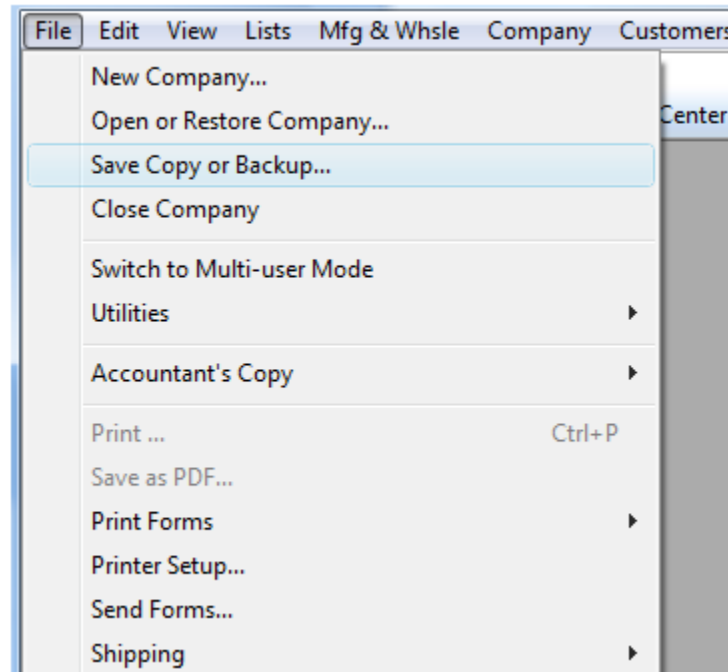 File Edit View Lists Mfg & Whsle Company Customers
New Company...
Center
Open or Restore Company...
Save Copy or Backup...
Close Company
Switch to Multi-user Mode
Utilities
Accountant's Copy
Print ... Ctrl+P
Save as PDF...
Print Forms
Printer Setup...
Send Forms...
Shipping